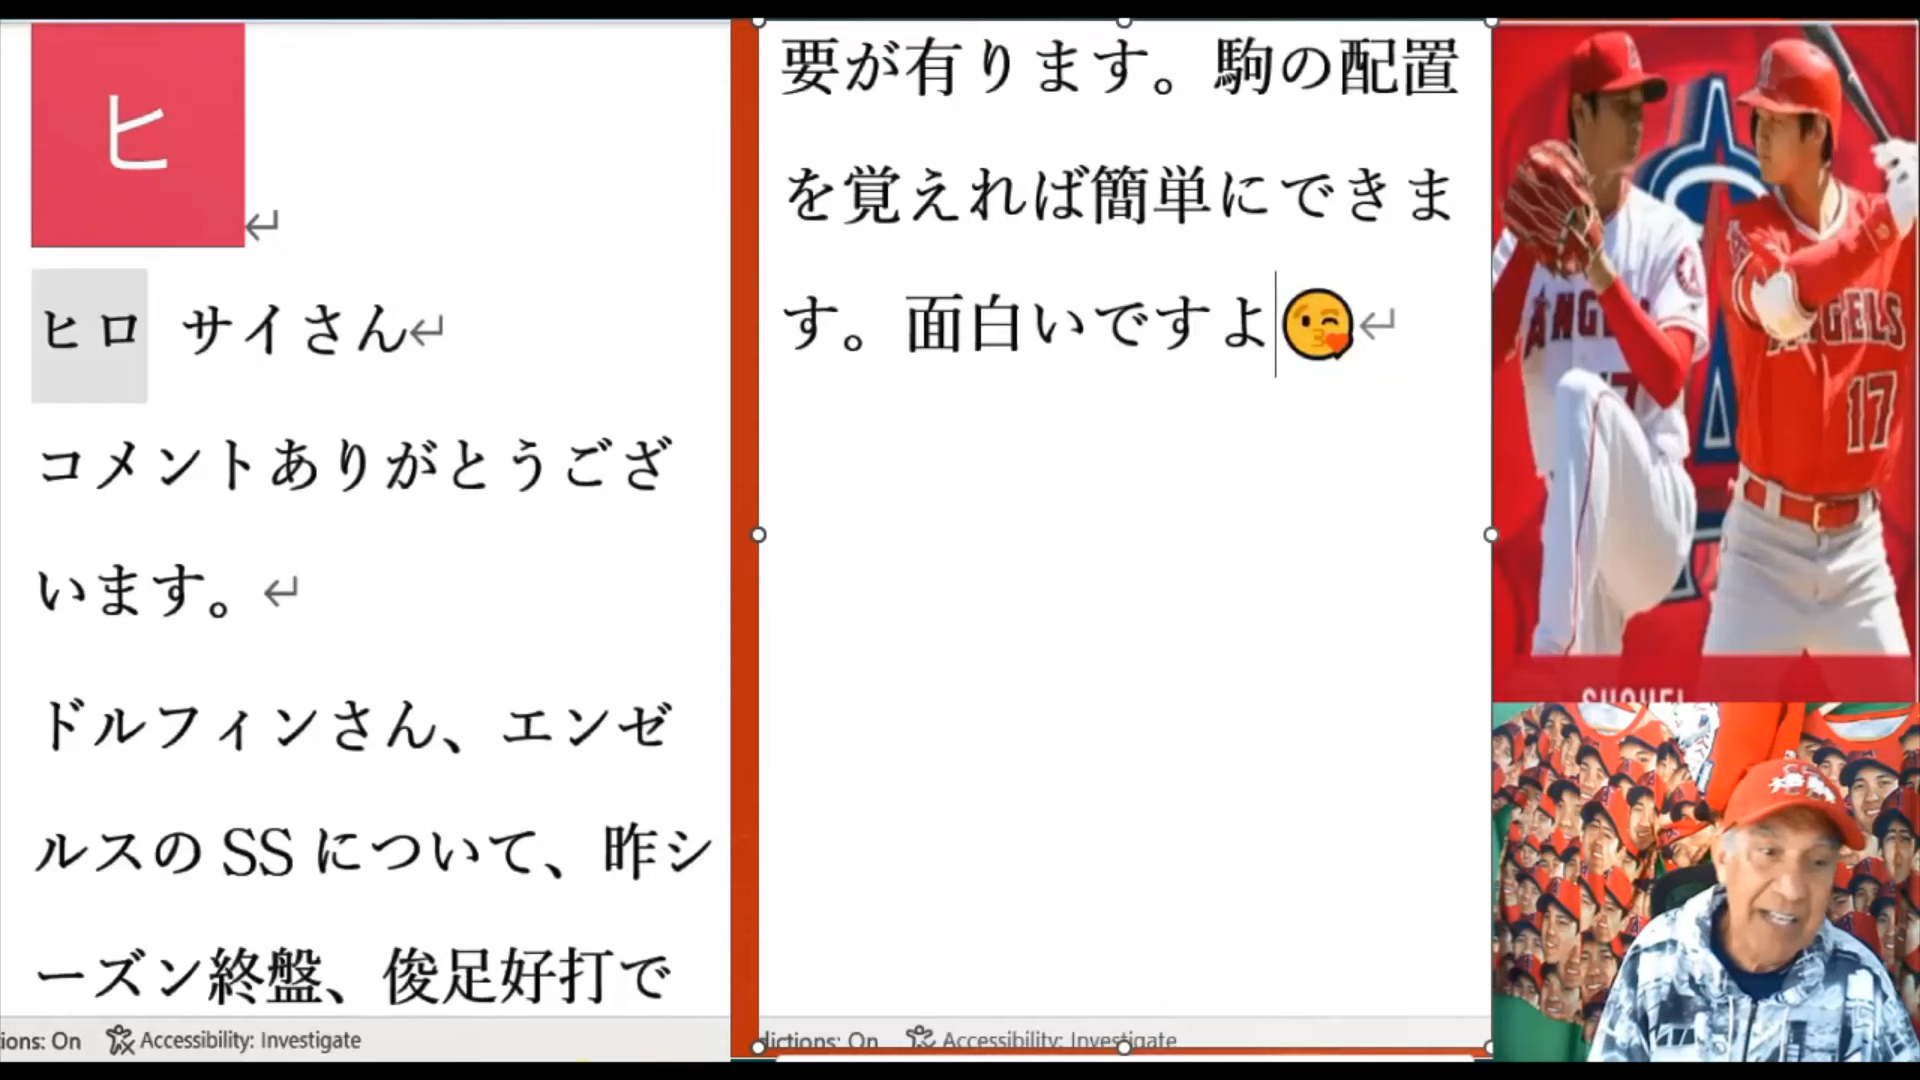 ヒ
ヒロ サイさん
コメントありがとうござ
います。
ドルフィンさん、エンゼ
ルスの SS について、昨シ
ーズン終盤、俊足好打で
ions: On Accessibility: Investigate
要が有ります。駒の配置
を覚えれば簡単にできま
す。面白いですよ😘
dictions: On Accessibility: Investigate
ANGELS
17
SHOHEI